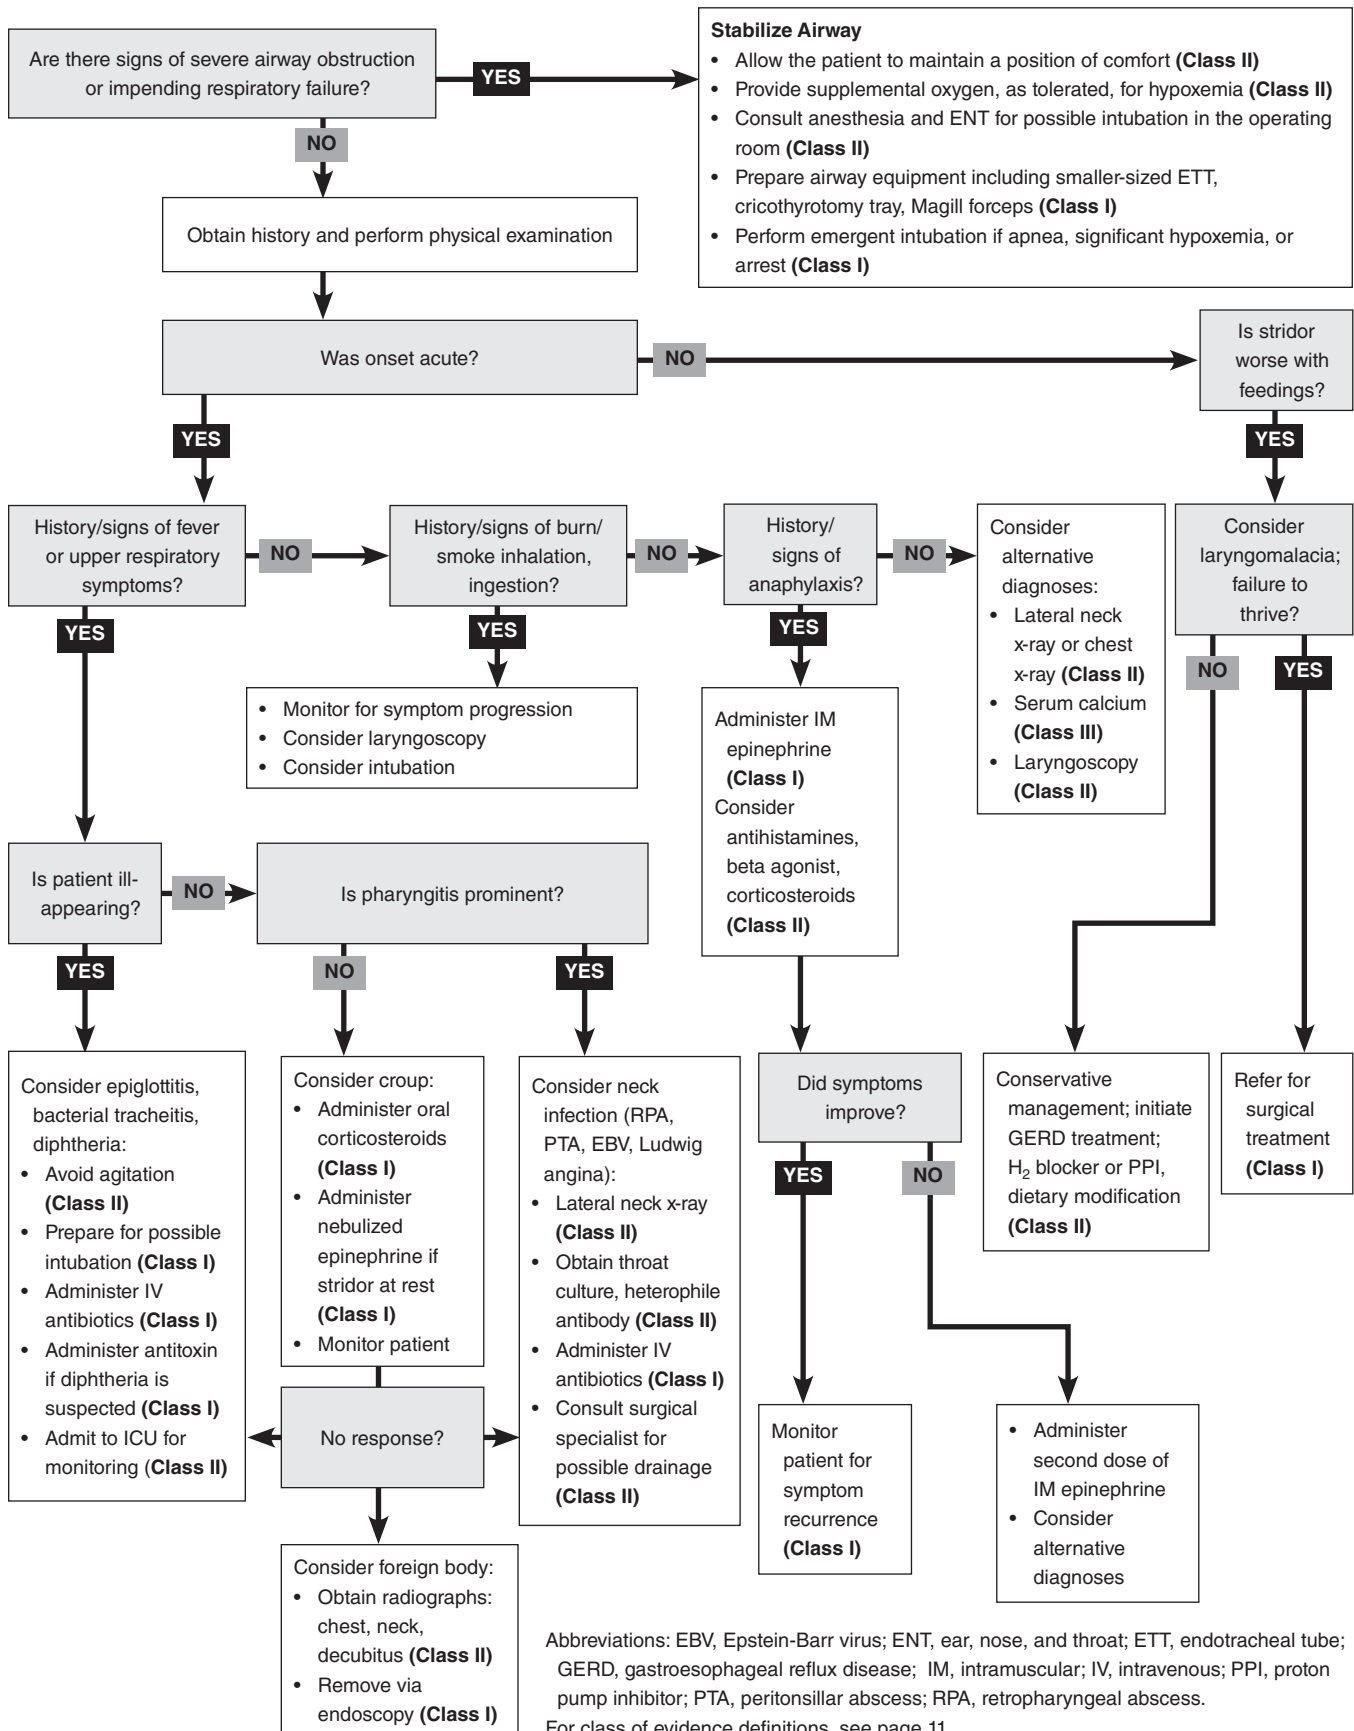 Are there signs of severe airway obstruction
or impending respiratory failure?
YES
Stabilize Airway
• Allow the patient to maintain a position of comfort (Class II)
• Provide supplemental oxygen, as tolerated, for hypoxemia (Class II)
• Consult anesthesia and ENT for possible intubation in the operating
room (Class II)
• Prepare airway equipment including smaller-sized ETT,
cricothyrotomy tray, Magill forceps (Class I)
• Perform emergent intubation if apnea, significant hypoxemia, or
arrest (Class I)
NO
Obtain history and perform physical examination
Was onset acute?
NO
Is stridor
worse with
feedings?
YES
YES
History/signs of fever
or upper respiratory
symptoms?
NO
History/signs of burn/
smoke inhalation,
ingestion?
NO
History/
signs of
anaphylaxis?
NO
Consider
alternative
diagnoses:
• Lateral neck
x-ray or chest
x-ray (Class II)
• Serum calcium
(Class III)
• Laryngoscopy
(Class II)
Consider
laryngomalacia;
failure to
thrive?
YES
YES
YES
NO
YES
• Monitor for symptom progression
• Consider laryngoscopy
• Consider intubation
Administer IM
epinephrine
(Class I)
Consider
antihistamines,
beta agonist,
corticosteroids
(Class II)
Is patient ill-
appearing?
NO
Is pharyngitis prominent?
YES
NO
YES
Consider epiglottitis,
bacterial tracheitis,
diphtheria:
• Avoid agitation
(Class II)
• Prepare for possible
intubation (Class I)
• Administer IV
antibiotics (Class I)
• Administer antitoxin
if diphtheria is
suspected (Class I)
• Admit to ICU for
monitoring (Class II)
Consider croup:
• Administer oral
corticosteroids
(Class I)
• Administer
nebulized
epinephrine if
stridor at rest
(Class I)
• Monitor patient
No response?
Consider neck
infection (RPA,
PTA, EBV, Ludwig
angina):
• Lateral neck x-ray
(Class II)
• Obtain throat
culture, heterophile
antibody (Class II)
• Administer IV
antibiotics (Class I)
• Consult surgical
specialist for
possible drainage
(Class II)
Did symptoms
improve?
YES
NO
Conservative
management; initiate
GERD treatment;
H2 blocker or PPI,
dietary modification
(Class II)
Refer for
surgical
treatment
(Class I)
Monitor
patient for
symptom
recurrence
(Class I)
• Administer
second dose of
IM epinephrine
• Consider
alternative
diagnoses
Consider foreign body:
• Obtain radiographs:
chest, neck,
decubitus (Class II)
• Remove via
endoscopy (Class I)
Abbreviations: EBV, Epstein-Barr virus; ENT, ear, nose, and throat; ETT, endotracheal tube;
GERD, gastroesophageal reflux disease; IM, intramuscular; IV, intravenous; PPI, proton
pump inhibitor; PTA, peritonsillar abscess; RPA, retropharyngeal abscess.
For class of evidence definitions, see page 11.